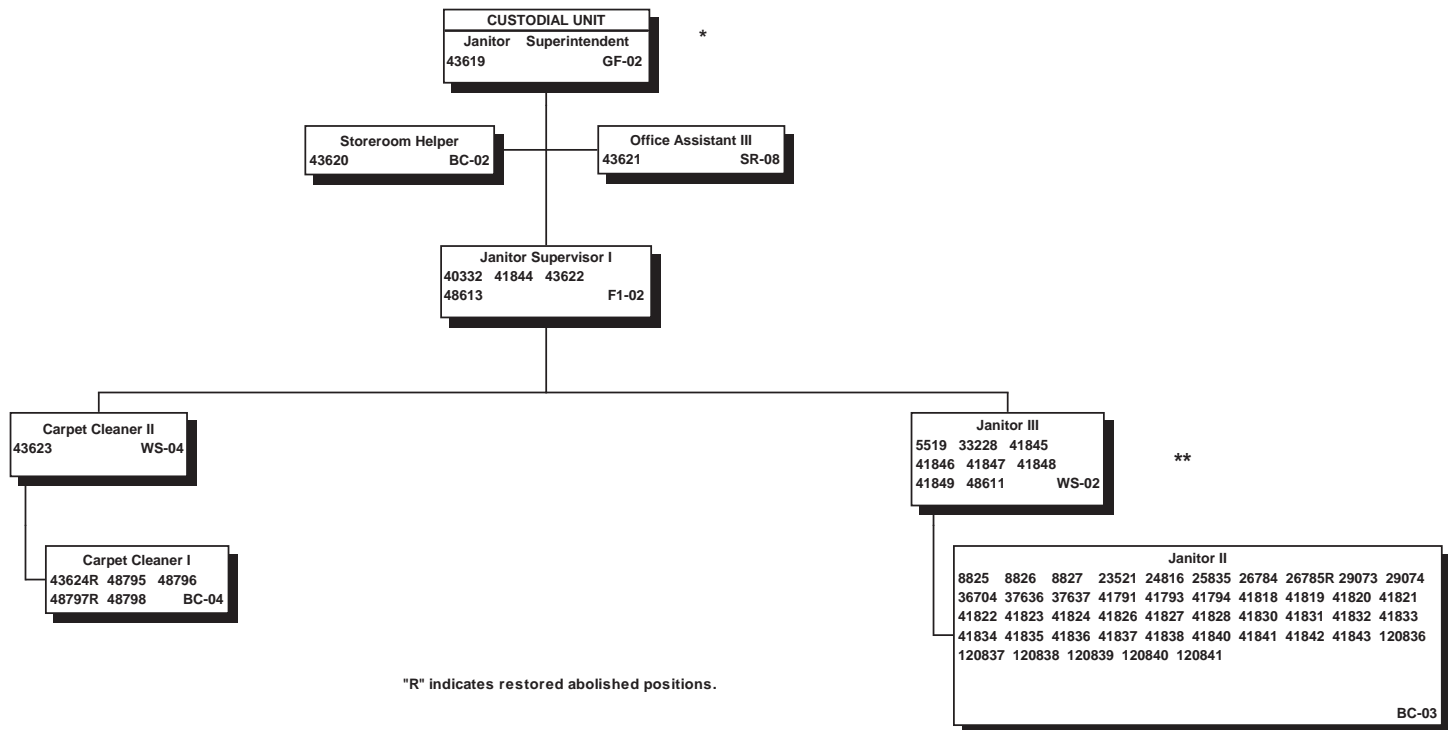 CUSTODIAL UNIT
Janitor Superintendent
43619 GF-02
*
Storeroom Helper
43620 BC-02
Office Assistant III
43621 SR-08
Janitor Supervisor I
40332 41844 43622
48613 F1-02
Carpet Cleaner II
43623 WS-04
Janitor III
5519 33228 41845
41846 41847 41848
41849 48611 WS-02
**
Carpet Cleaner I
43624R 48795 48796
48797R 48798 BC-04
Janitor II
8825 8826 8827 23521 24816 25835 26784 26785R 29073 29074
36704 37636 37637 41791 41793 41794 41818 41819 41820 41821
41822 41823 41824 41826 41827 41828 41830 41831 41832 41833
41834 41835 41836 41837 41838 41840 41841 41842 41843 120836
120837 120838 120839 120840 120841
BC-03
"R" indicates restored abolished positions.